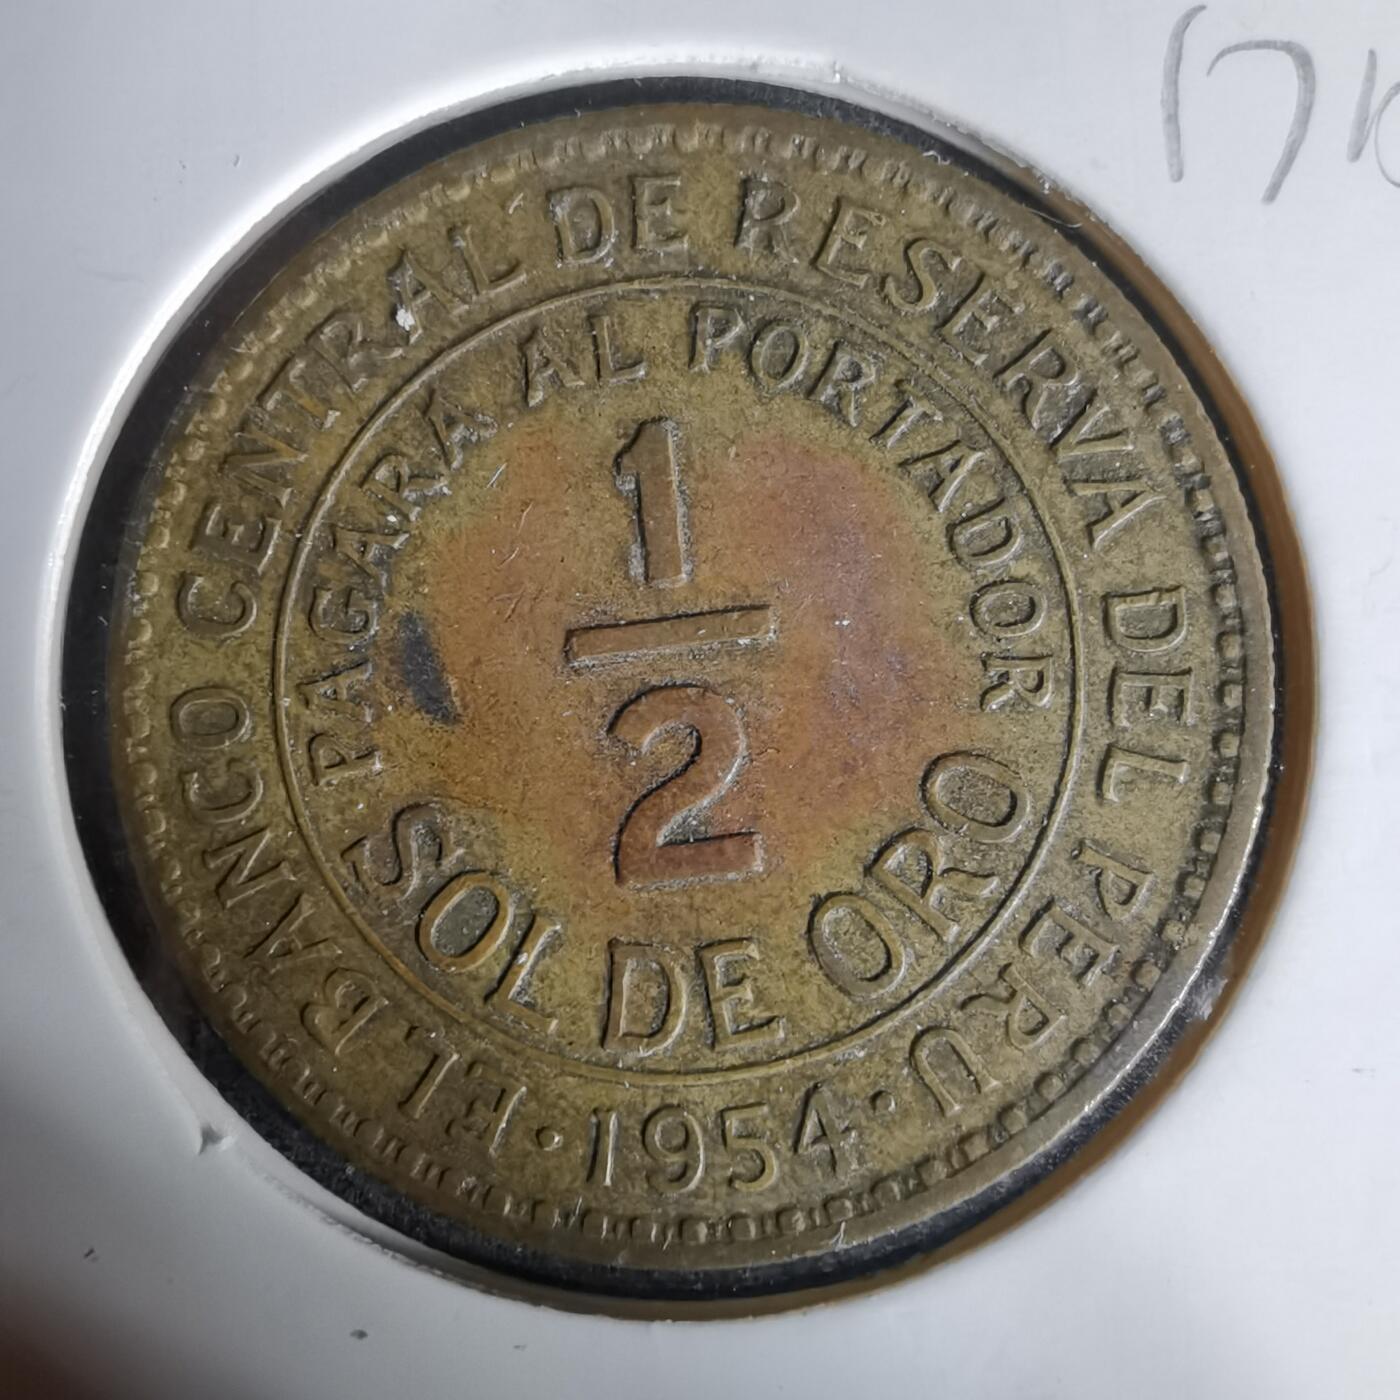 EL BANCO CENTRAL DE RESERVA DEL PERU
PAGARA AL PORTADOR
1
2
SOL DE ORO
· 1954 ·